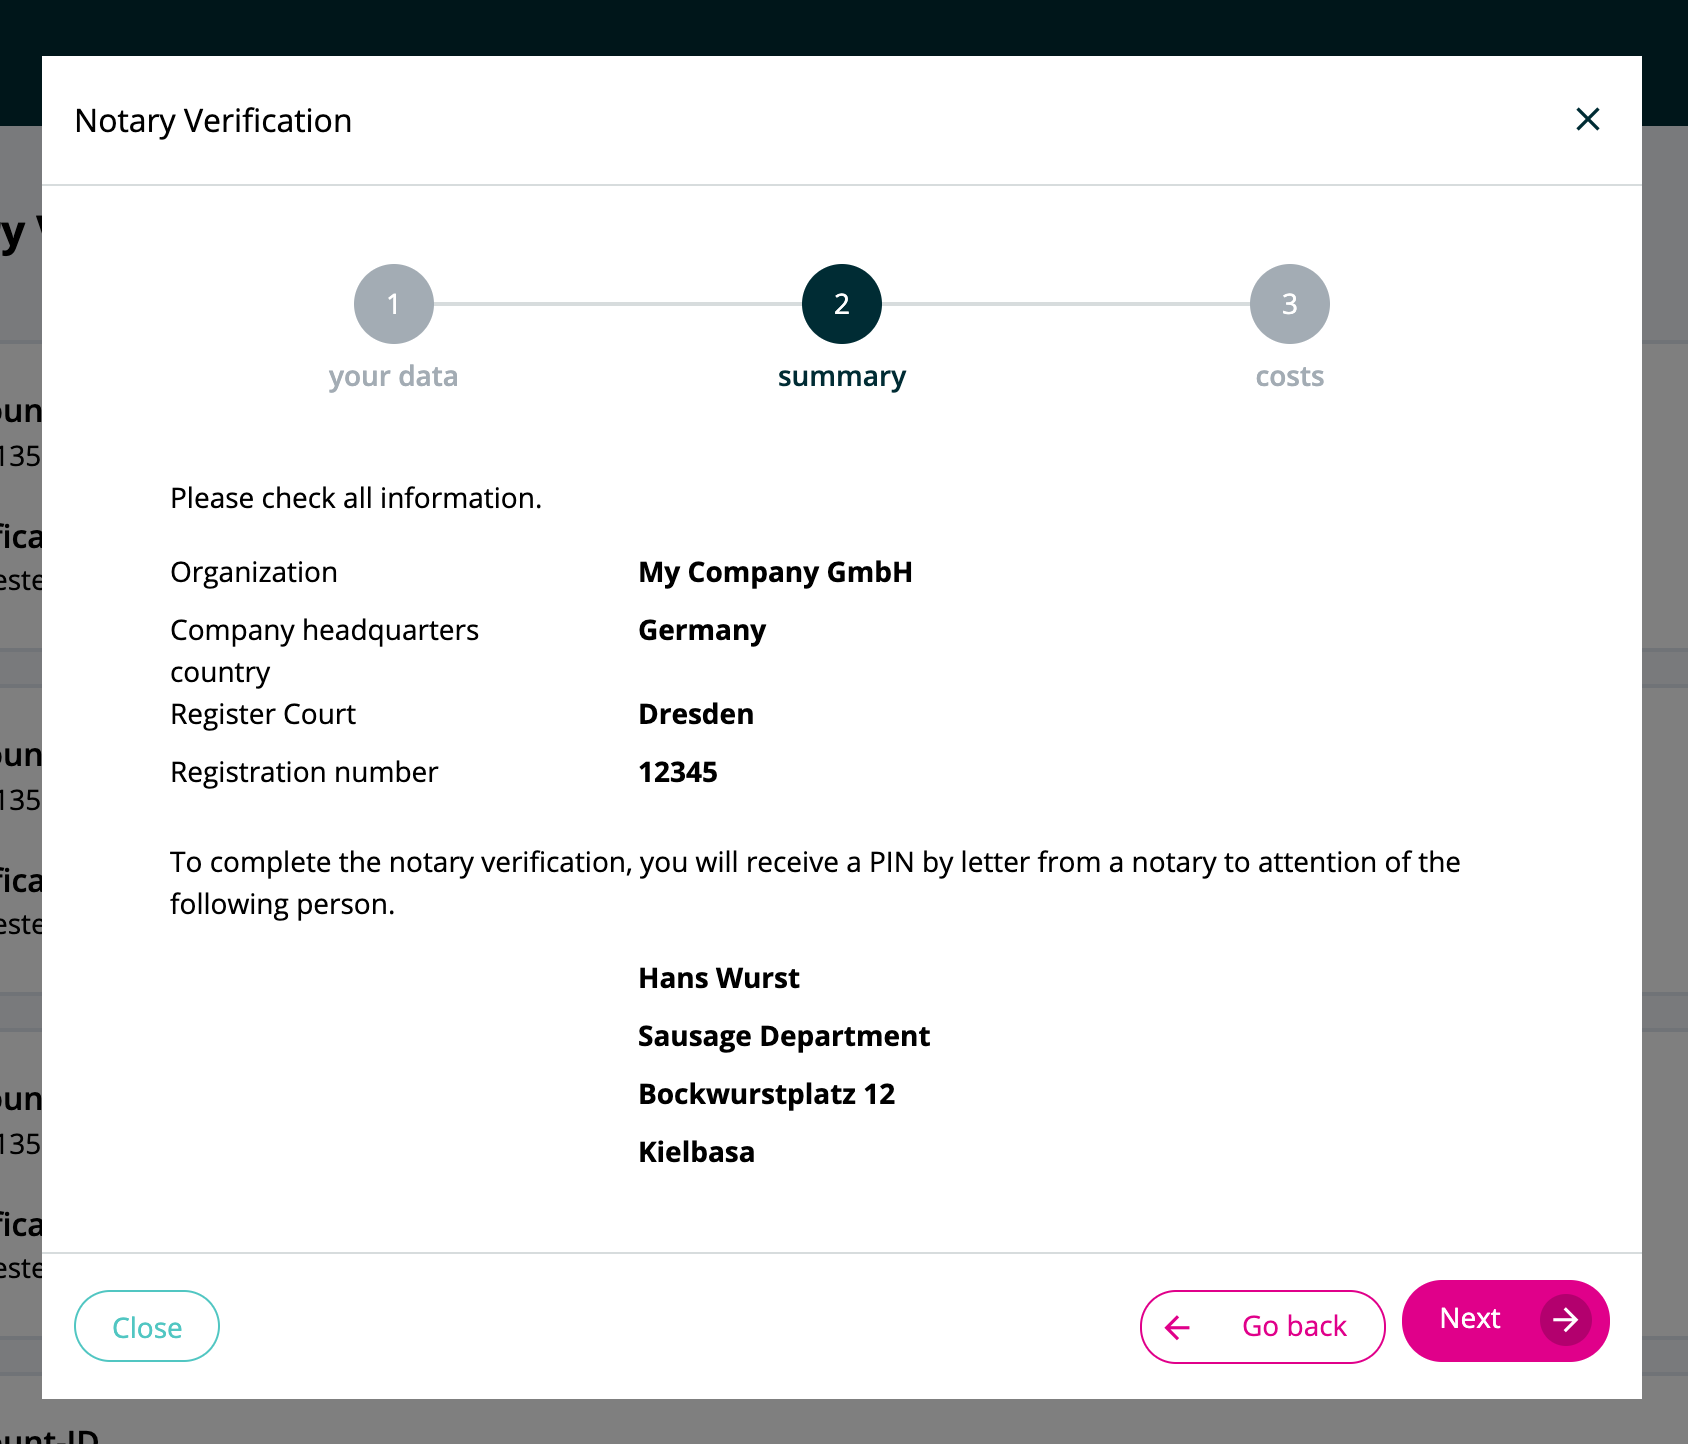 Notary Verification
1
2
3
your data
summary
costs
Please check all information.
Organization
My Company GmbH
Company headquarters
country
Germany
Register Court
Dresden
Registration number
12345
To complete the notary verification, you will receive a PIN by letter from a notary to attention of the
following person.
Hans Wurst
Sausage Department
Bockwurstplatz 12
Kielbasa
Close
Go back
Next